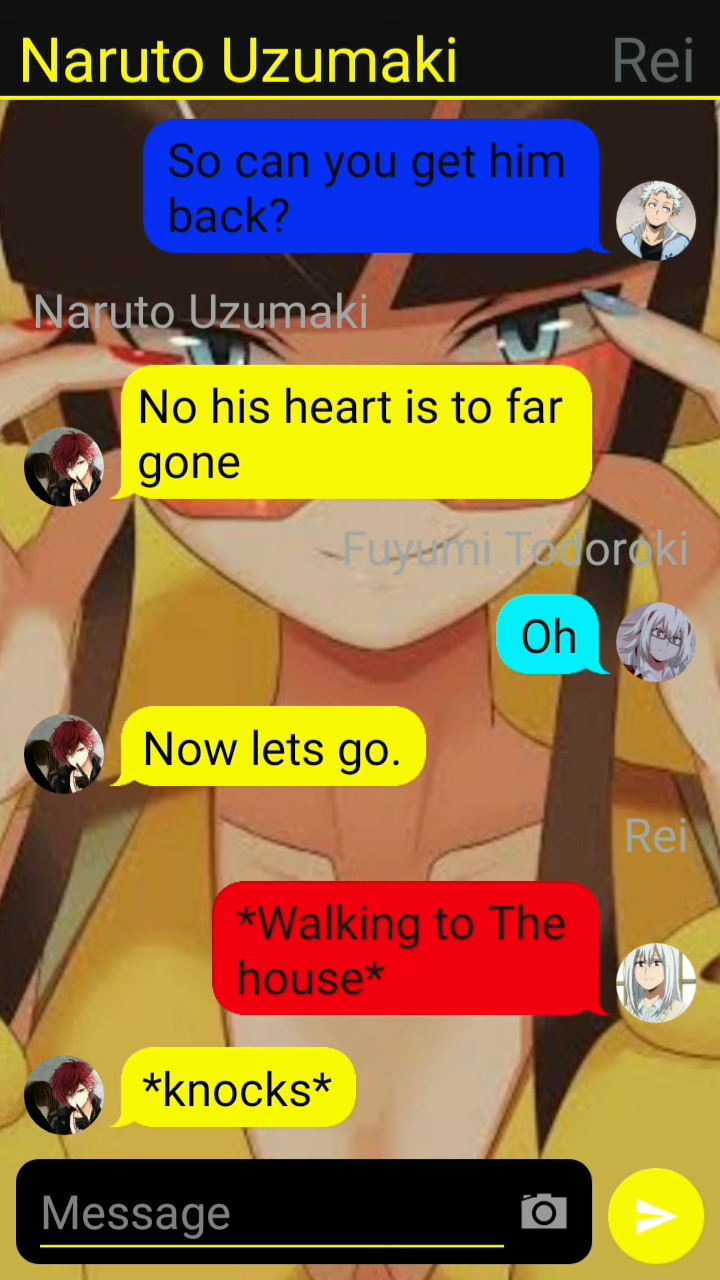 Naruto Uzumaki Rei
So can you get him
back?
Naruto Uzumaki
No his heart is to far
gone
Fuyumi Todoroki
Oh
Now lets go.
Rei
*Walking to The
house*
*knocks*
Message